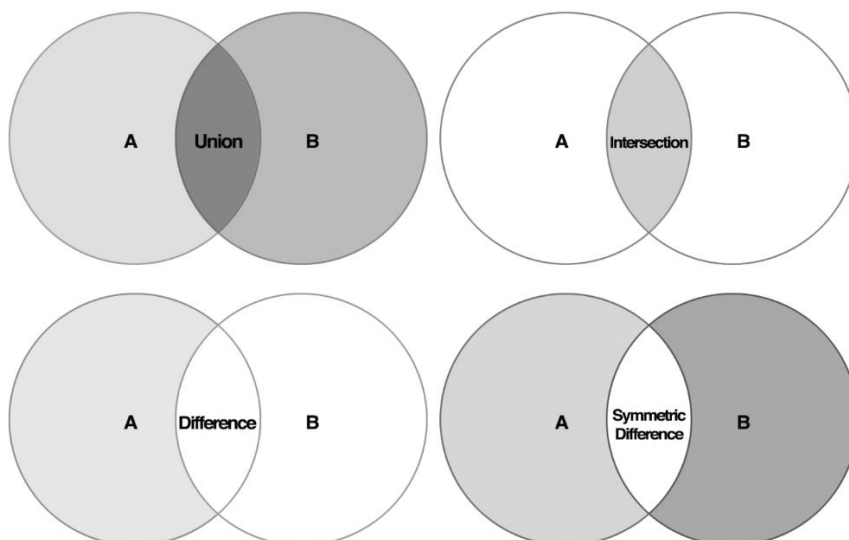 A Union B
A Intersection B
A Difference B
A Symmetric Difference B